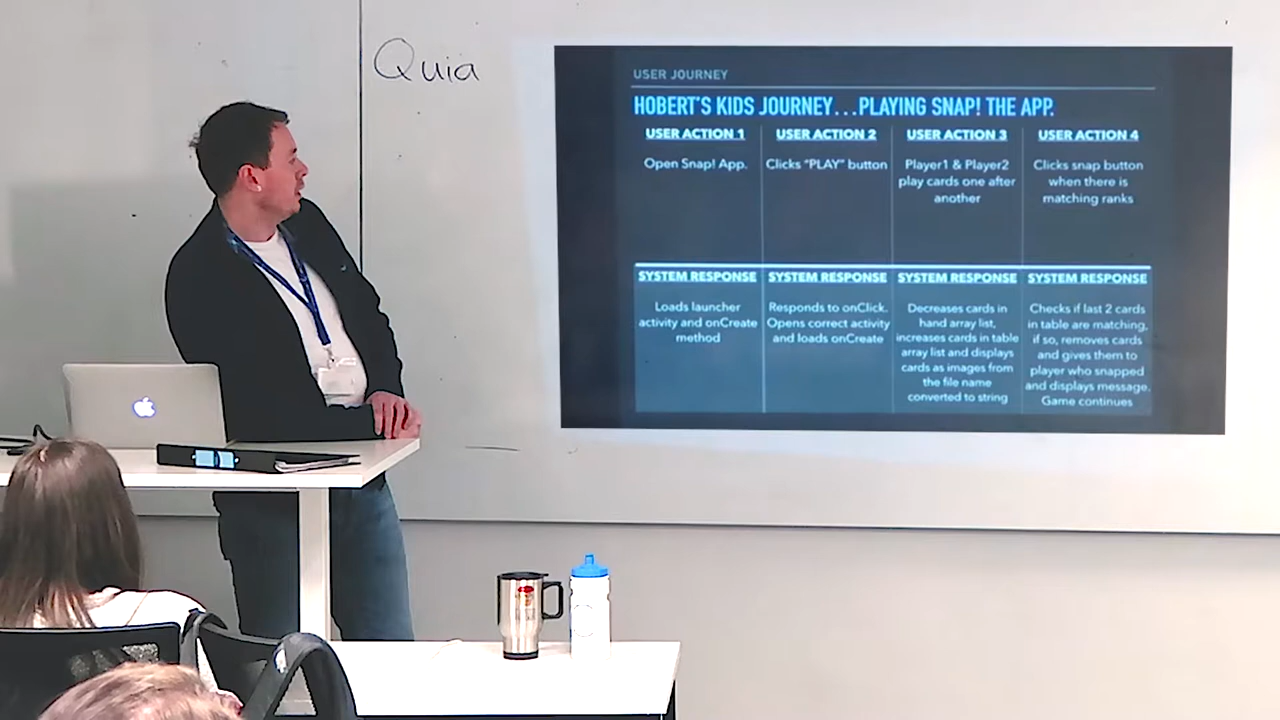 Quia
USER JOURNEY
HOBERT'S KIDS JOURNEY...PLAYING SNAP! THE APP.
USER ACTION 1
Open Snap! App.
USER ACTION 2
Clicks "PLAY" button
USER ACTION 3
Player1 & Player2
play cards one after
another
USER ACTION 4
Clicks snap button
when there is
matching ranks
SYSTEM RESPONSE
Loads launcher
activity and onCreate
method
SYSTEM RESPONSE
Responds to onClick.
Opens correct activity
and loads onCreate
SYSTEM RESPONSE
Decreases cards in
hand array list,
increases cards in table
array list and displays
cards as images from
the file name
converted to string
SYSTEM RESPONSE
Checks if last 2 cards
in table are matching,
if so, removes cards
and gives them to
player who snapped
and displays message.
Game continues